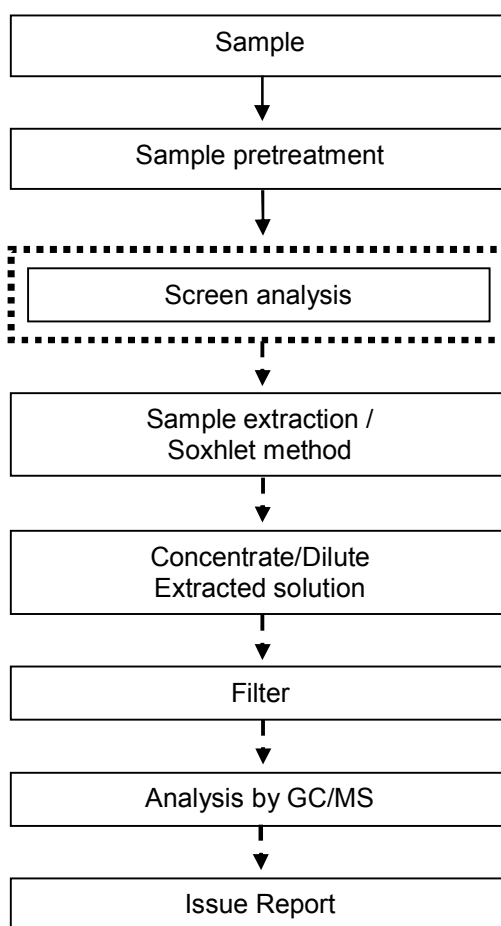 Sample
Sample pretreatment
Screen analysis
Sample extraction /
Soxhlet method
Concentrate/Dilute
Extracted solution
Filter
Analysis by GC/MS
Issue Report